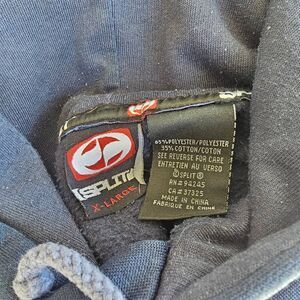 SPLIT
X-LARGE
65% POLYESTER/POLYESTER
35% COTTON/COTON
SEE REVERSE FOR CARE
ENTRETIEN AU VERSO
©SPLIT®
RN# 94245
CA# 37325
MADE IN CHINA
FABRIQUE EN CHINE